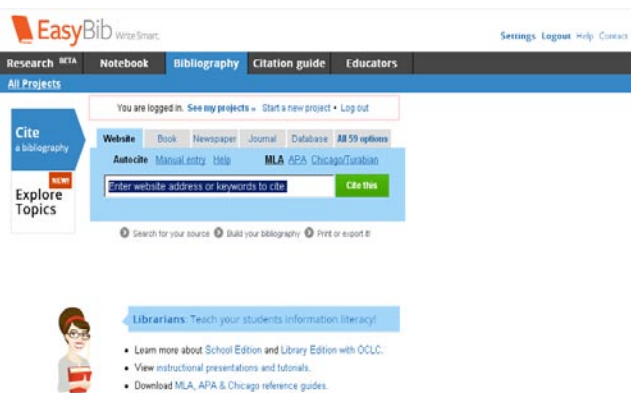 EasyBib Write Smart.
Settings Logout Help Contact
Research BETA Notebook Bibliography Citation guide Educators
All Projects
You are logged in. See my projects » Start a new project • Log out
Cite
a bibliography
Website Book Newspaper Journal Database All 59 options
Autocite Manual entry Help MLA APA Chicago/Turabian
Enter website address or keywords to cite
Cite this
NEW!
Explore
Topics
Search for your source Build your bibliography Print or export it!
Librarians: Teach your students information literacy!
• Learn more about School Edition and Library Edition with OCLC.
• View instructional presentations and tutorials.
• Download MLA, APA & Chicago reference guides.